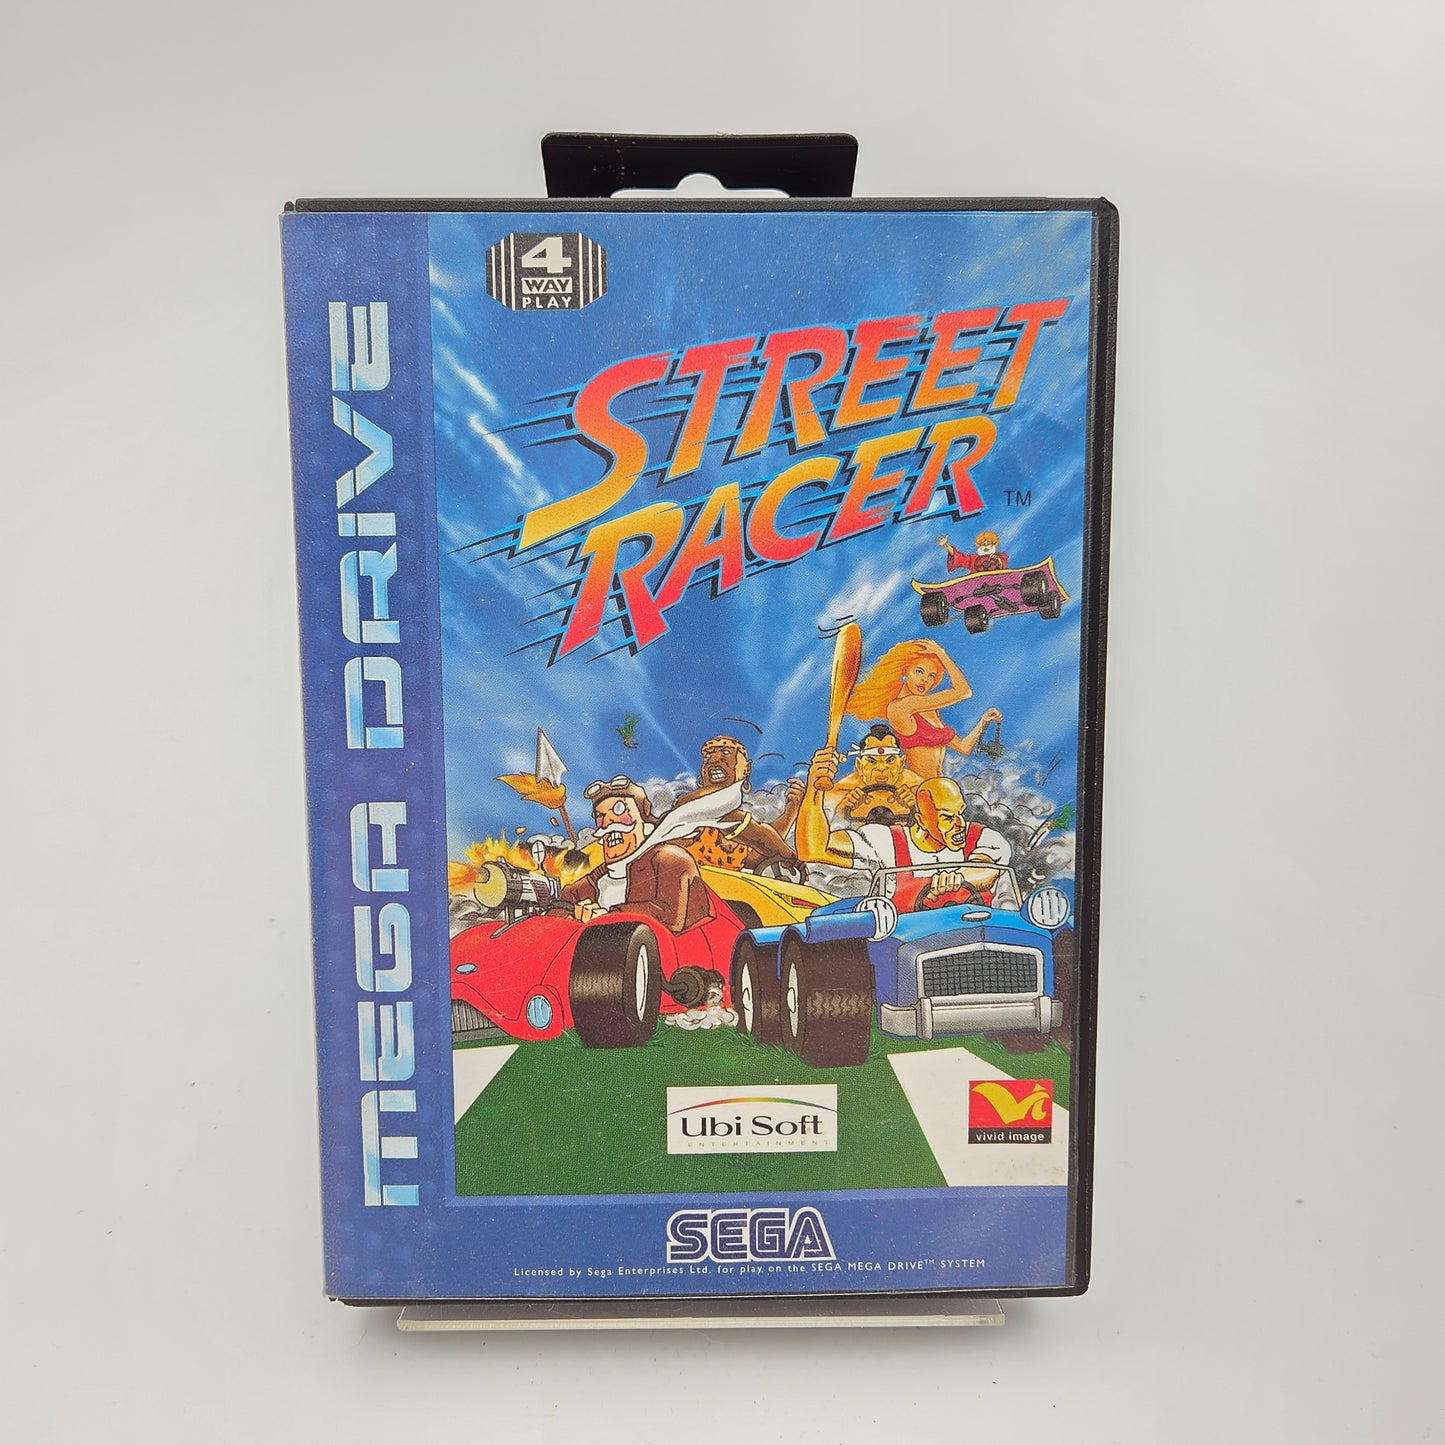 MEGA DRIVE
4
WAY
PLAY
STREET
RACER TM
Ubi Soft
ENTERTAINMENT
Vi
vivid image
SEGA
Licensed by Sega Enterprises Ltd. for play on the SEGA MEGA DRIVE™ SYSTEM